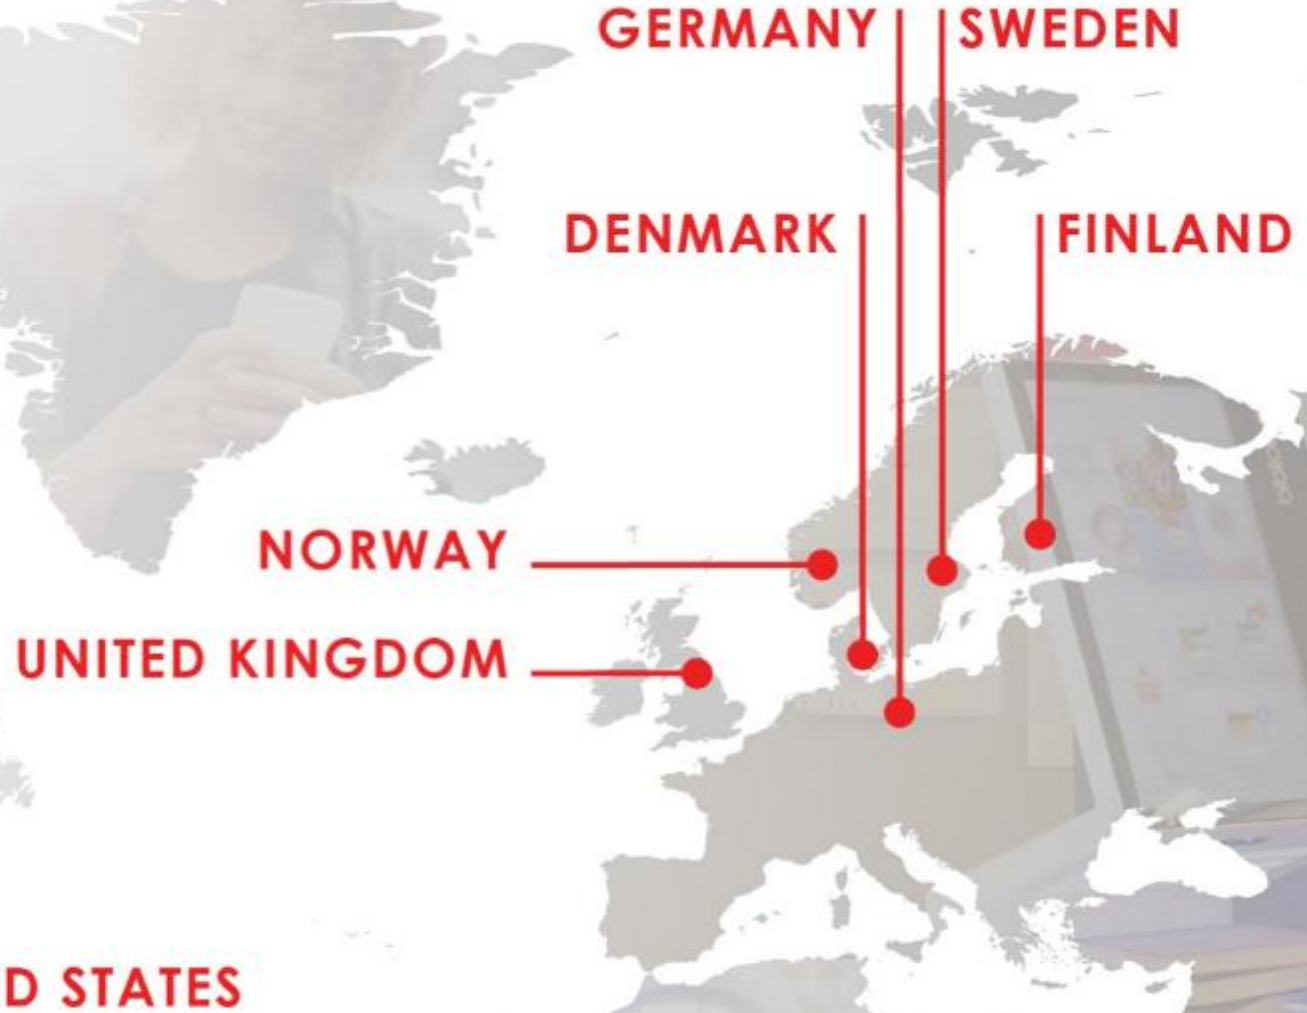 GERMANY SWEDEN
DENMARK FINLAND
NORWAY
UNITED KINGDOM
D STATES